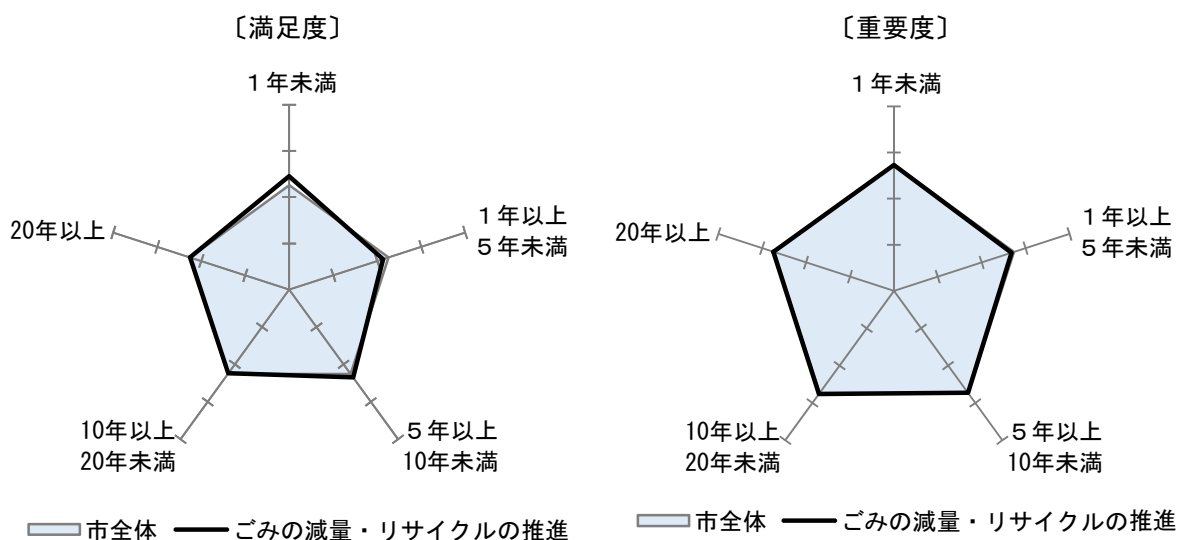 〔満足度〕
１年未満
１年以上
５年未満
５年以上
10年未満
10年以上
20年未満
20年以上
市全体
ごみの減量・リサイクルの推進
〔重要度〕
１年未満
１年以上
５年未満
５年以上
10年未満
10年以上
20年未満
20年以上
市全体
ごみの減量・リサイクルの推進